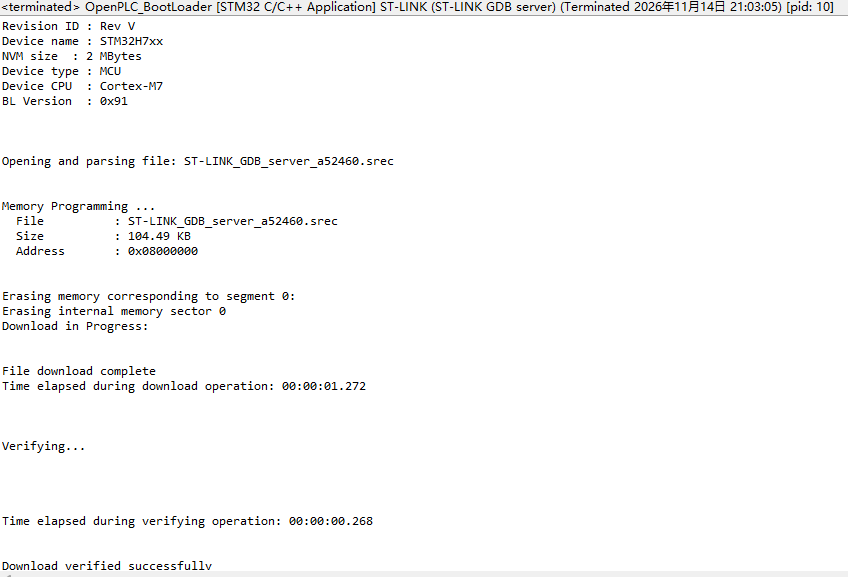 <terminated> OpenPLC_BootLoader [STM32 C/C++ Application] ST-LINK (ST-LINK GDB server) (Terminated 2026年11月14日 21:03:05) [pid: 10]
Revision ID : Rev V
Device name : STM32H7xx
NVM size  : 2 MBytes
Device type : MCU
Device CPU  : Cortex-M7
BL Version  : 0x91
Opening and parsing file: ST-LINK_GDB_server_a52460.srec
Memory Programming ...
  File          : ST-LINK_GDB_server_a52460.srec
  Size          : 104.49 KB
  Address       : 0x08000000
Erasing memory corresponding to segment 0:
Erasing internal memory sector 0
Download in Progress:
File download complete
Time elapsed during download operation: 00:00:01.272
Verifying...
Time elapsed during verifying operation: 00:00:00.268
Download verified successfully